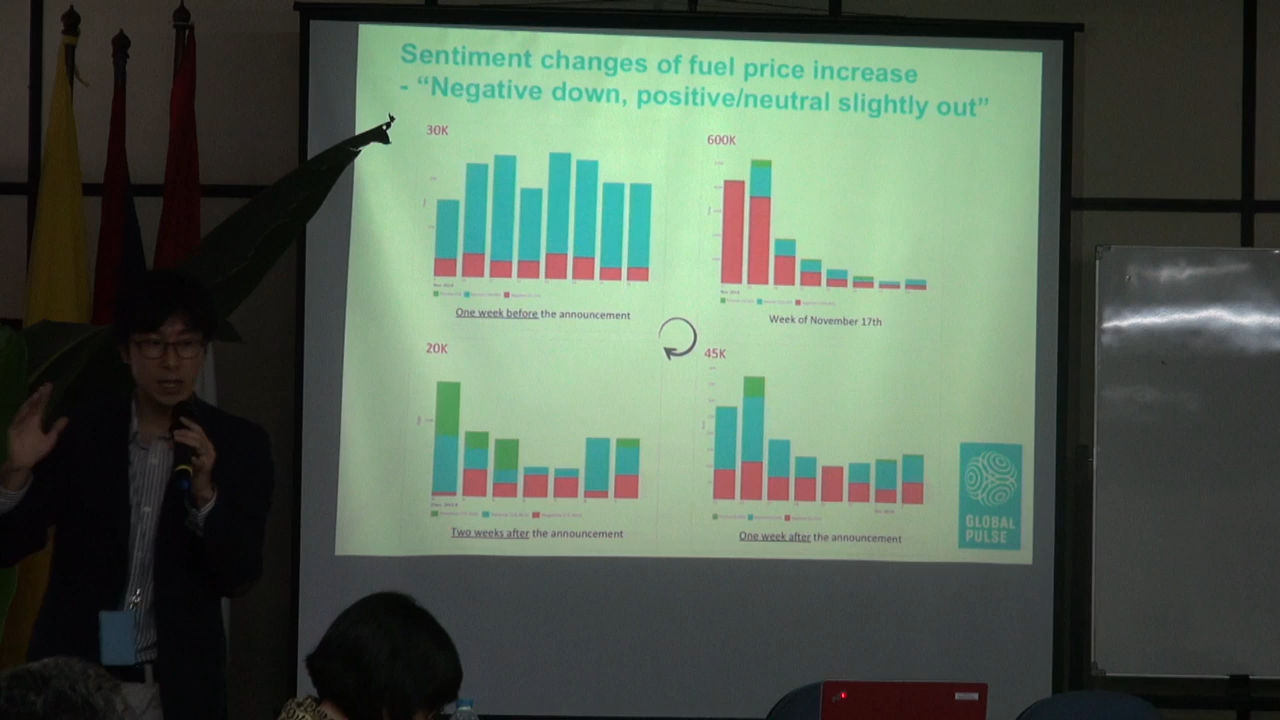 Sentiment changes of fuel price increase
- “Negative down, positive/neutral slightly out”
30K
600K
One week before the announcement
Week of November 17th
20K
45K
Two weeks after the announcement
One week after the announcement
GLOBAL
PULSE